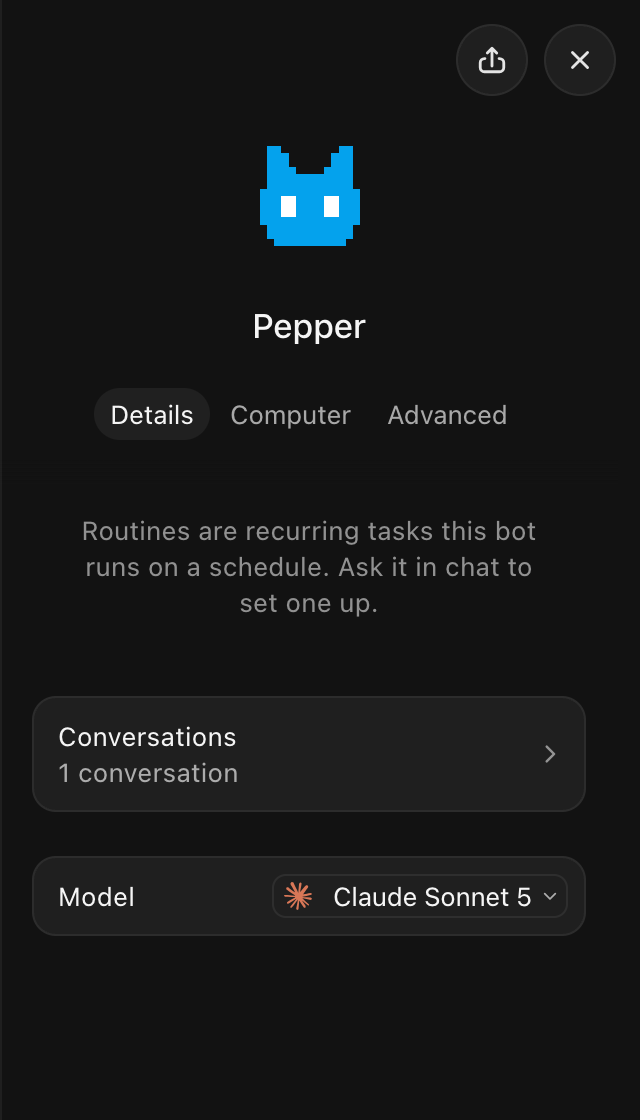 Pepper
Details
Computer
Advanced
Routines are recurring tasks this bot
runs on a schedule. Ask it in chat to
set one up.
Conversations
1 conversation
Model
Claude Sonnet 5